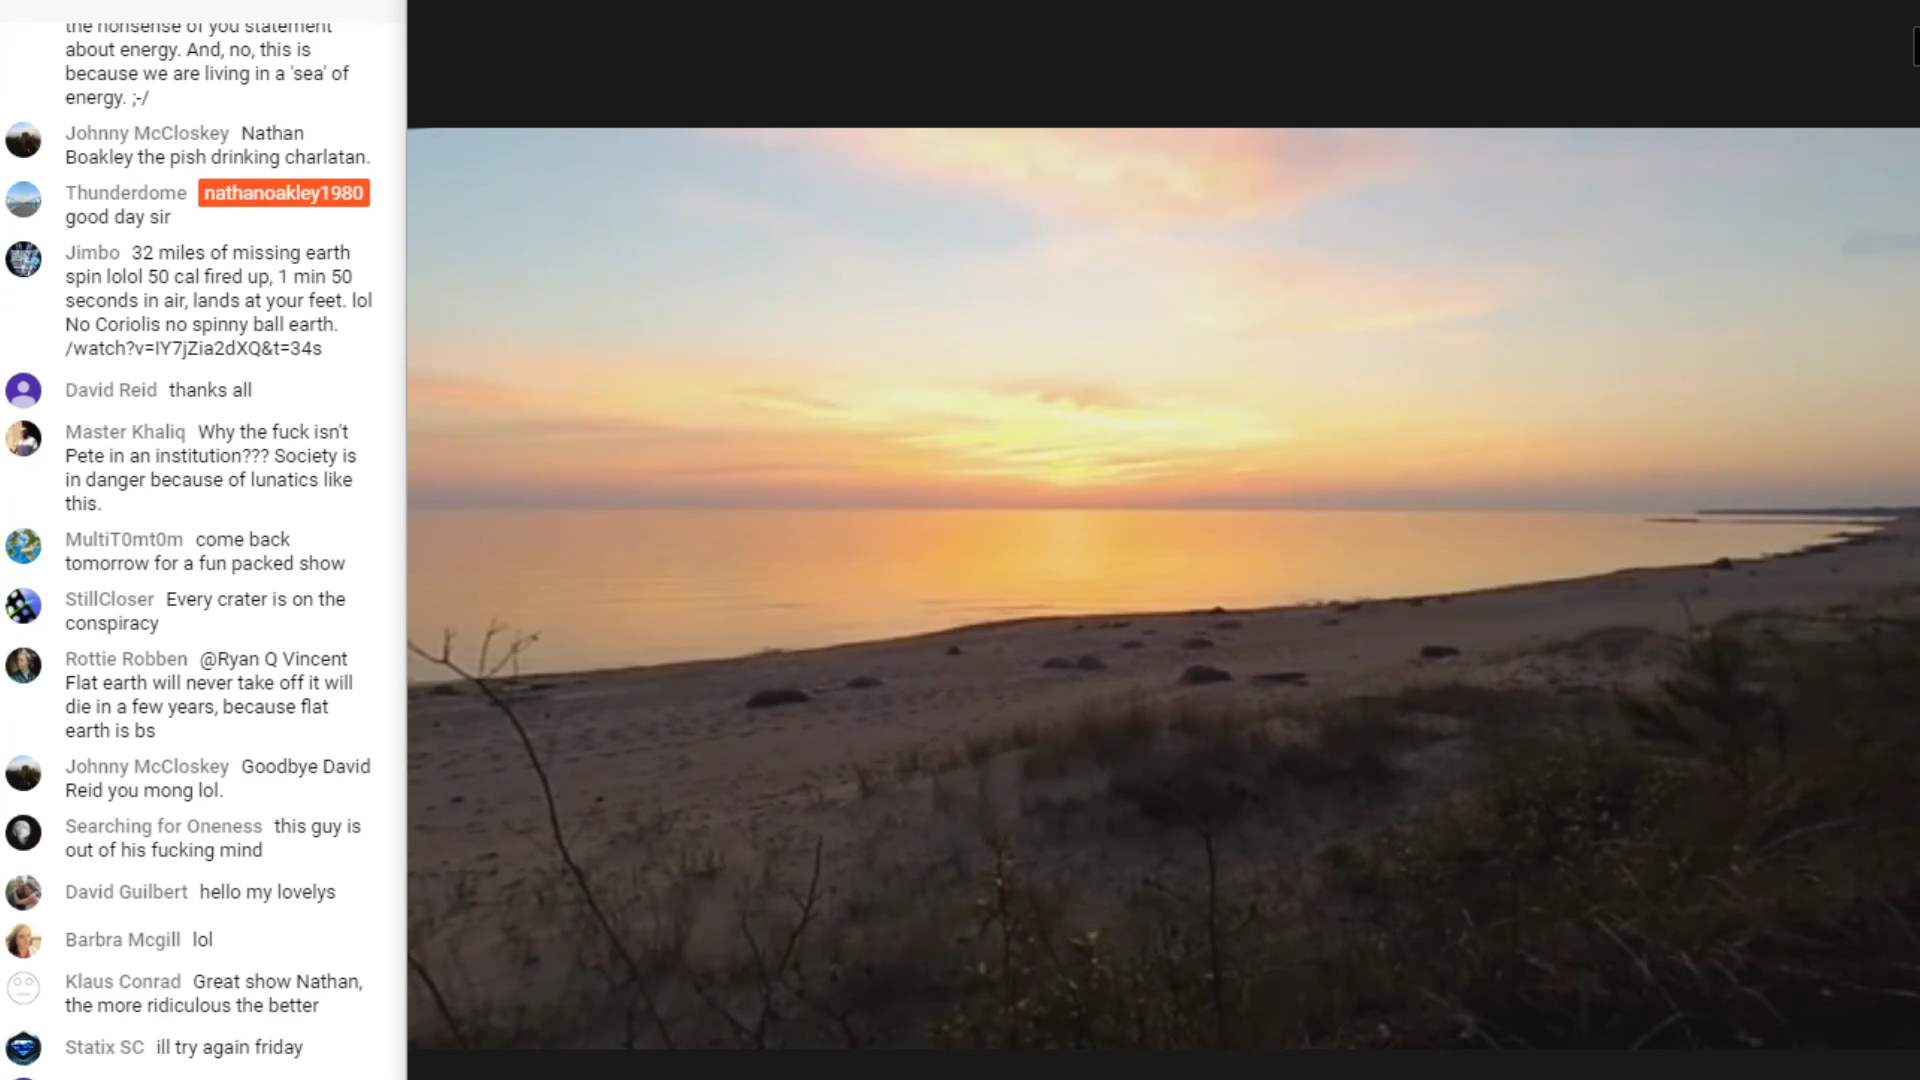 the nonsense of you statement
about energy. And, no, this is
because we are living in a 'sea' of
energy. ;-/
Johnny McCloskey Nathan
Boakley the pish drinking charlatan.
Thunderdome nathanoakley1980
good day sir
Jimbo 32 miles of missing earth
spin lolol 50 cal fired up, 1 min 50
seconds in air, lands at your feet. lol
No Coriolis no spinny ball earth.
/watch?v=IY7jZia2dXQ&t=34s
David Reid thanks all
Master Khaliq Why the fuck isn't
Pete in an institution??? Society is
in danger because of lunatics like
this.
MultiT0mt0m come back
tomorrow for a fun packed show
StillCloser Every crater is on the
conspiracy
Rottie Robben @Ryan Q Vincent
Flat earth will never take off it will
die in a few years, because flat
earth is bs
Johnny McCloskey Goodbye David
Reid you mong lol.
Searching for Oneness this guy is
out of his fucking mind
David Guilbert hello my lovelys
Barbra Mcgill lol
Klaus Conrad Great show Nathan,
the more ridiculous the better
Statix SC ill try again friday